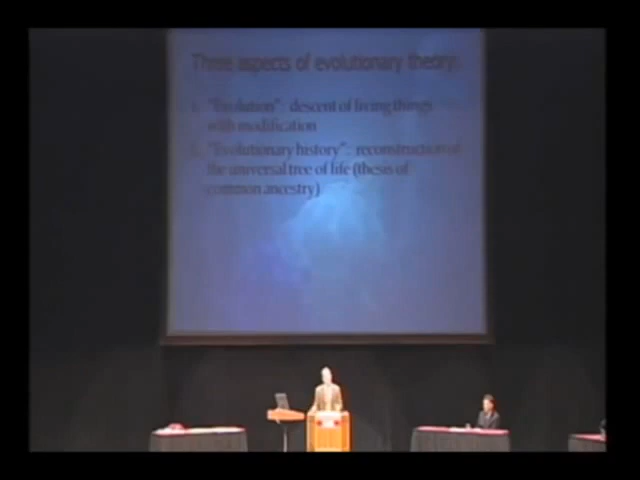 Three aspects of evolutionary theory:
1. "Evolution": descent of living things
with modification
2. "Evolutionary history": reconstruction of
the universal tree of life (thesis of
common ancestry)